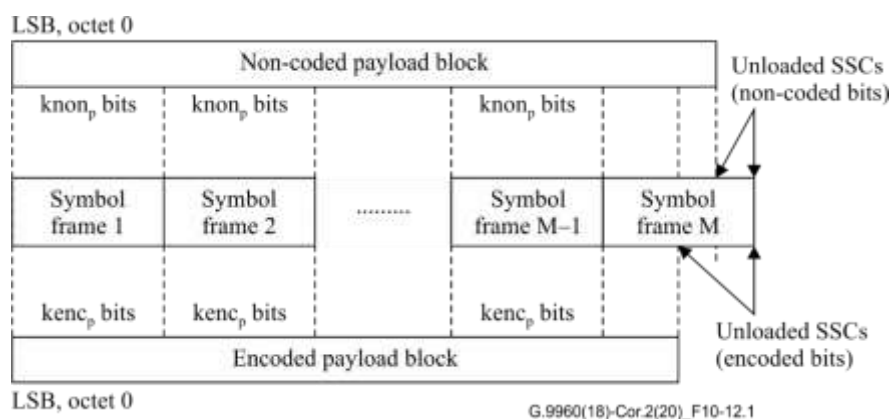 LSB, octet 0
Non-coded payload block
Unloaded SSCs
(non-coded bits)
knonₚ bits
knonₚ bits
knonₚ bits
Symbol
frame 1
Symbol
frame 2
.........
Symbol
frame M–1
Symbol
frame M
kencₚ bits
kencₚ bits
kencₚ bits
Unloaded SSCs
(encoded bits)
Encoded payload block
LSB, octet 0
G.9960(18)-Cor.2(20)_F10-12.1